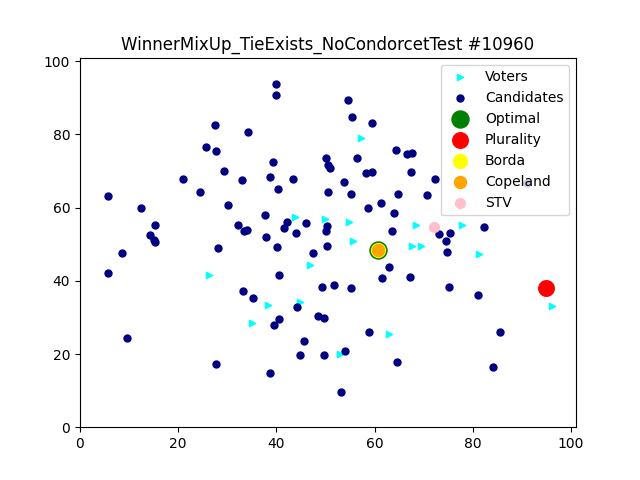 WinnerMixUp_TieExists_NoCondorcetTest #10960
100
80
60
40
20
0
0 20 40 60 80 100
Voters
Candidates
Optimal
Plurality
Borda
Copeland
STV